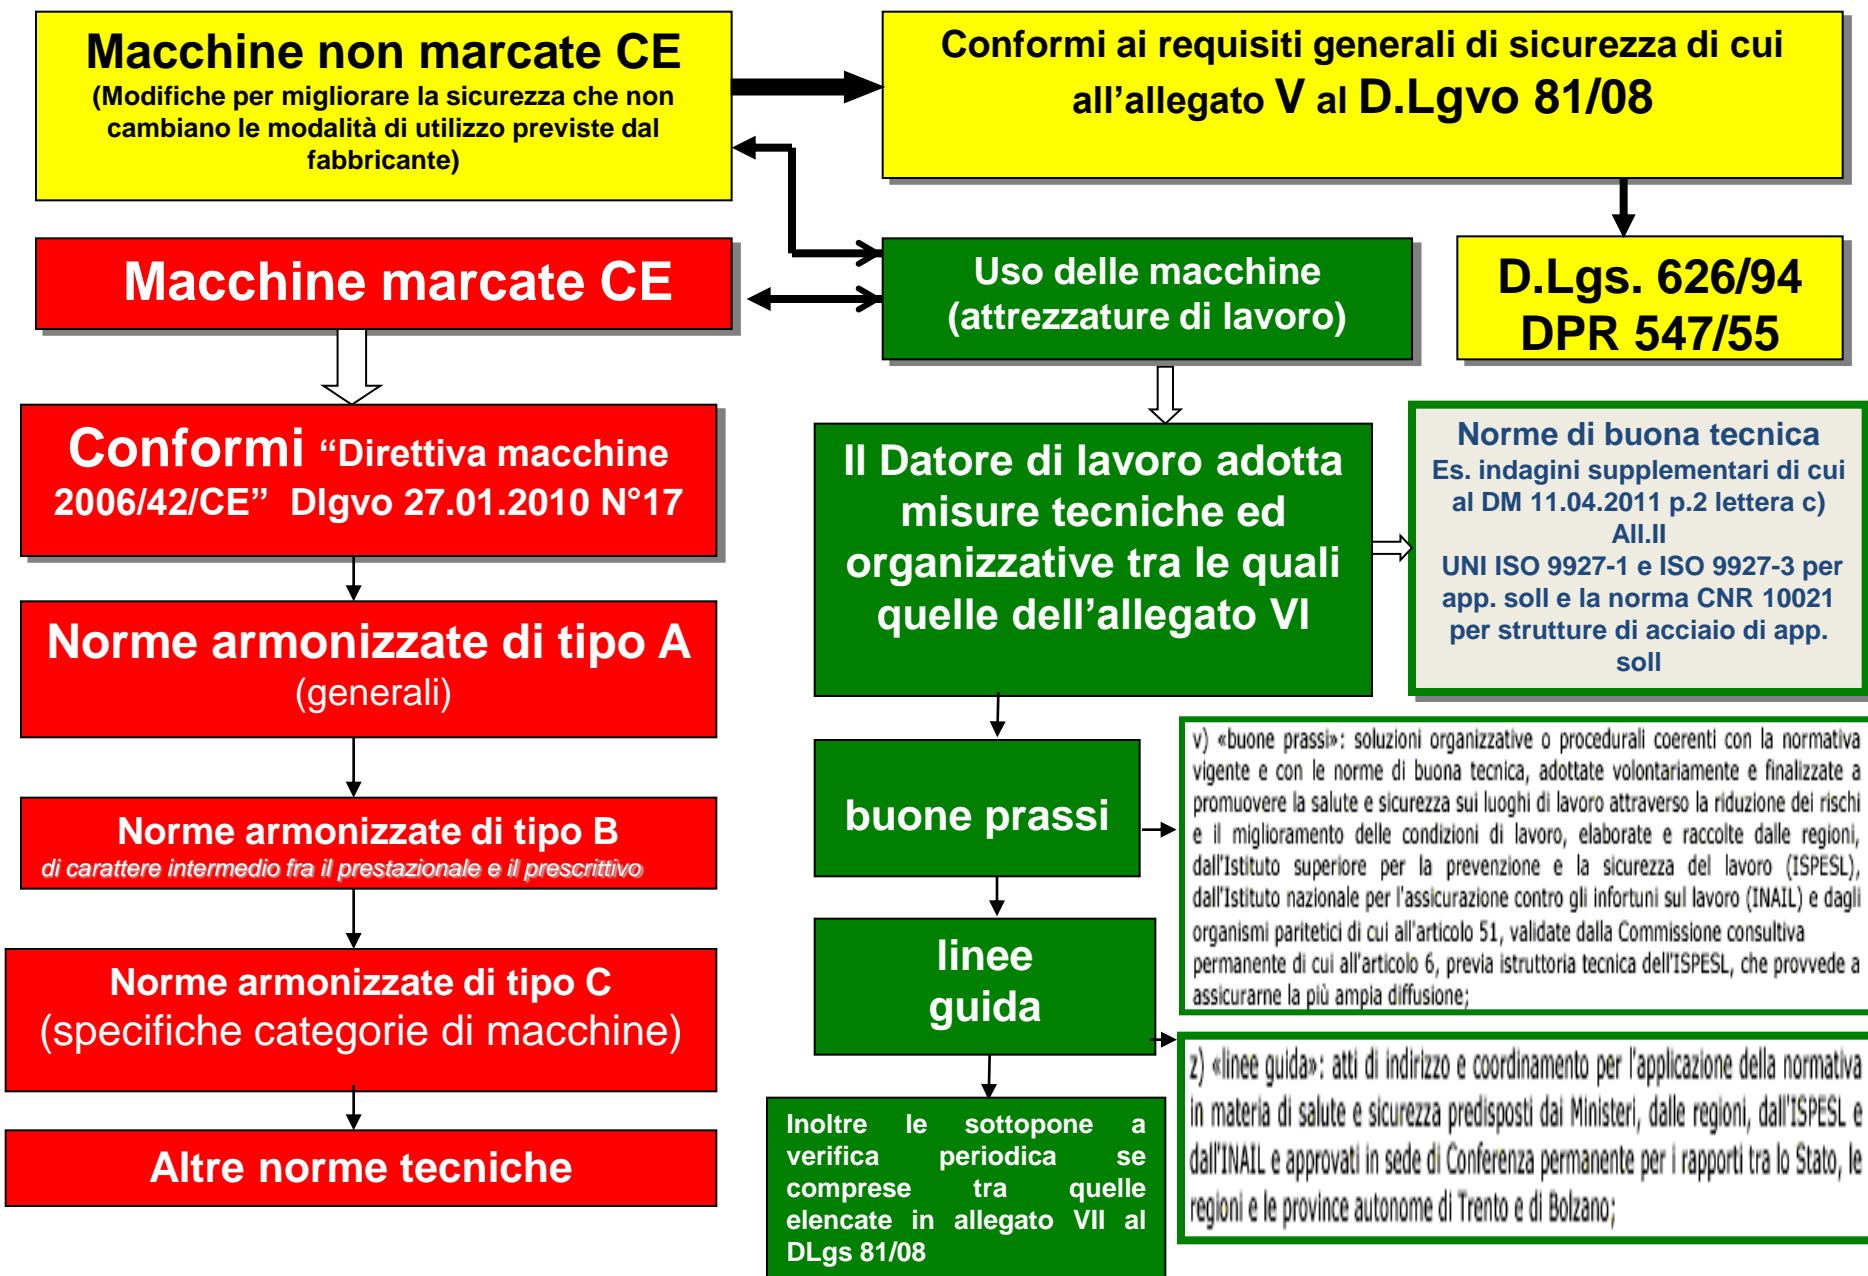 Macchine non marcate CE
(Modifiche per migliorare la sicurezza che non
cambiano le modalità di utilizzo previste dal
fabbricante)
Conformi ai requisiti generali di sicurezza di cui
all’allegato V al D.Lgvo 81/08
Macchine marcate CE
Uso delle macchine
(attrezzature di lavoro)
D.Lgs. 626/94
DPR 547/55
Conformi “Direttiva macchine
2006/42/CE” Dlgvo 27.01.2010 N°17
Il Datore di lavoro adotta
misure tecniche ed
organizzative tra le quali
quelle dell’allegato VI
Norme di buona tecnica
Es. indagini supplementari di cui
al DM 11.04.2011 p.2 lettera c)
All.II
UNI ISO 9927-1 e ISO 9927-3 per
app. soll e la norma CNR 10021
per strutture di acciaio di app.
soll
Norme armonizzate di tipo A
(generali)
Norme armonizzate di tipo B
di carattere intermedio fra il prestazionale e il prescrittivo
Norme armonizzate di tipo C
(specifiche categorie di macchine)
Altre norme tecniche
buone prassi
v) «buone prassi»: soluzioni organizzative o procedurali coerenti con la normativa
vigente e con le norme di buona tecnica, adottate volontariamente e finalizzate a
promuovere la salute e sicurezza sui luoghi di lavoro attraverso la riduzione dei rischi
e il miglioramento delle condizioni di lavoro, elaborate e raccolte dalle regioni,
dall'Istituto superiore per la prevenzione e la sicurezza del lavoro (ISPESL),
dall'Istituto nazionale per l'assicurazione contro gli infortuni sul lavoro (INAIL) e dagli
organismi paritetici di cui all'articolo 51, validate dalla Commissione consultiva
permanente di cui all'articolo 6, previa istruttoria tecnica dell'ISPESL, che provvede a
assicurarne la più ampia diffusione;
linee
guida
z) «linee guida»: atti di indirizzo e coordinamento per l'applicazione della normativa
in materia di salute e sicurezza predisposti dai Ministeri, dalle regioni, dall'ISPESL e
dall'INAIL e approvati in sede di Conferenza permanente per i rapporti tra lo Stato, le
regioni e le province autonome di Trento e di Bolzano;
Inoltre le sottopone a
verifica periodica se
comprese tra quelle
elencate in allegato VII al
DLgs 81/08